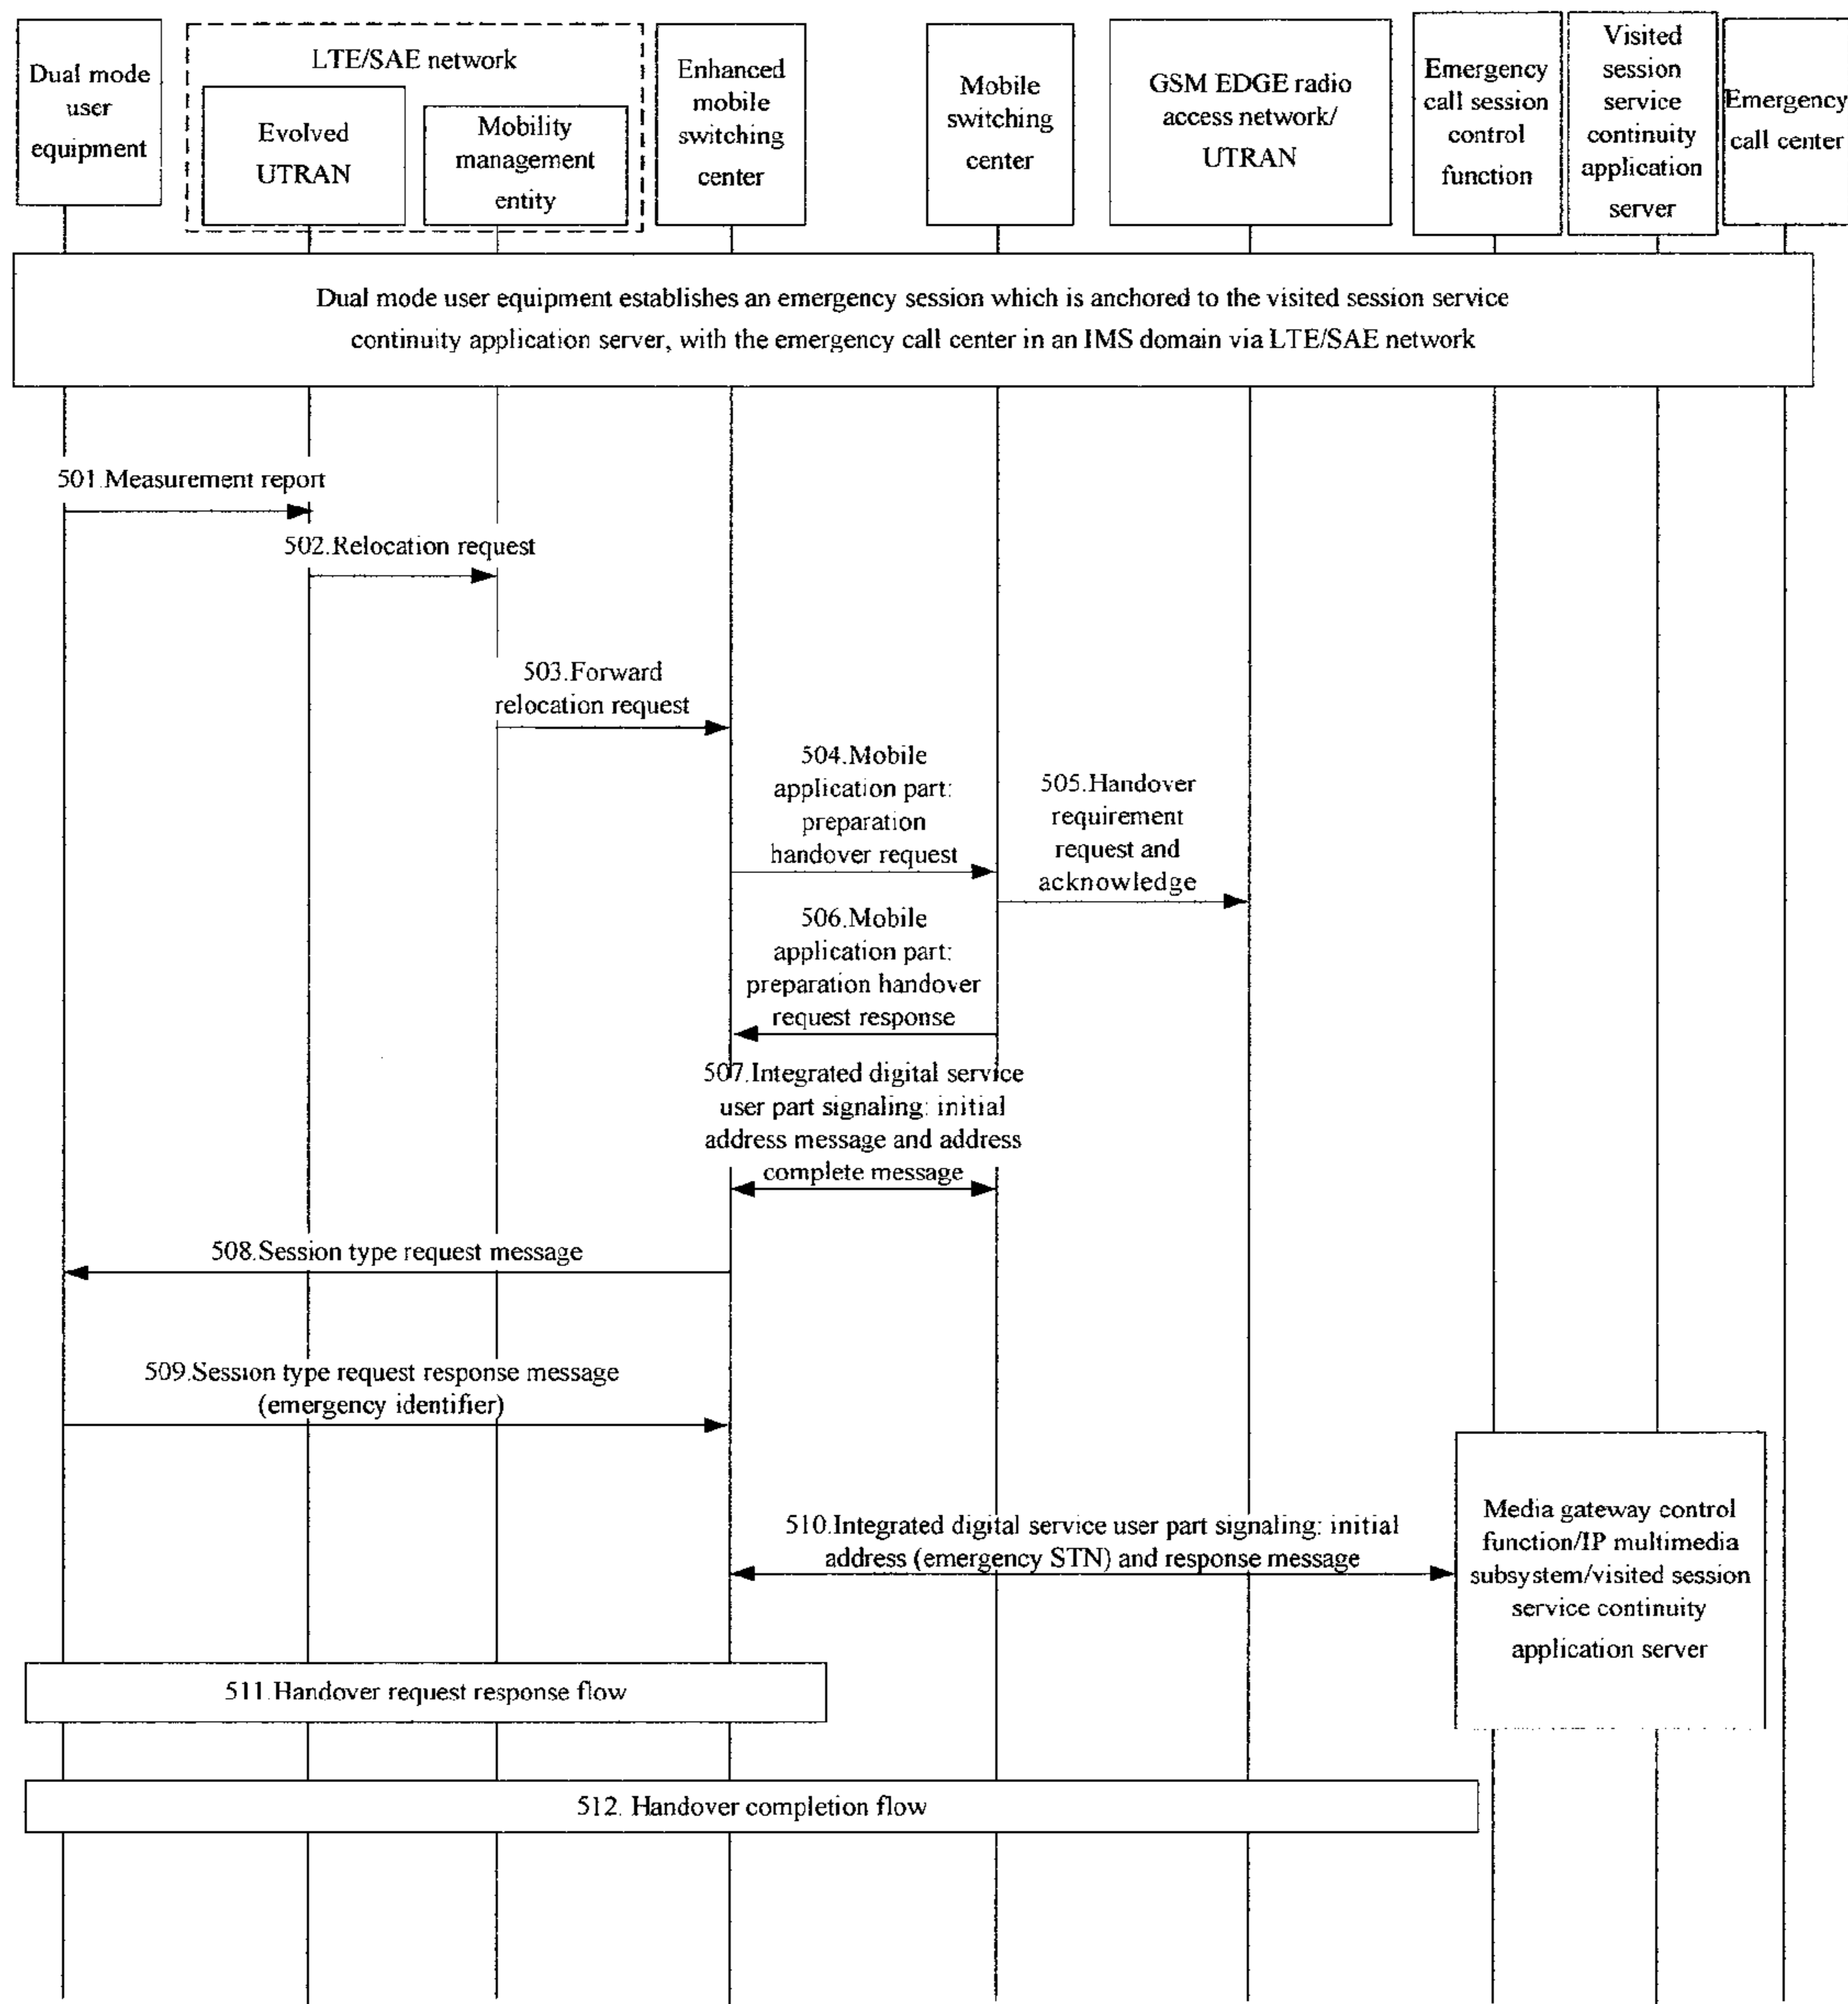 Dual mode
user
equipment
LTE/SAE network
Evolved
UTRAN
Mobility
management
entity
Enhanced
mobile
switching
center
Mobile
switching
center
GSM EDGE radio
access network/
UTRAN
Emergency
call session
control
function
Visited
session
service
continuity
application
server
Emergency
call center
Dual mode user equipment establishes an emergency session which is anchored to the visited session service
continuity application server, with the emergency call center in an IMS domain via LTE/SAE network
501.Measurement report
502.Relocation request
503.Forward
relocation request
504.Mobile
application part:
preparation
handover request
505.Handover
requirement
request and
acknowledge
506.Mobile
application part:
preparation handover
request response
507.Integrated digital service
user part signaling: initial
address message and address
complete message
508.Session type request message
509.Session type request response message
(emergency identifier)
510.Integrated digital service user part signaling: initial
address (emergency STN) and response message
Media gateway control
function/IP multimedia
subsystem/visited session
service continuity
application server
511.Handover request response flow
512. Handover completion flow